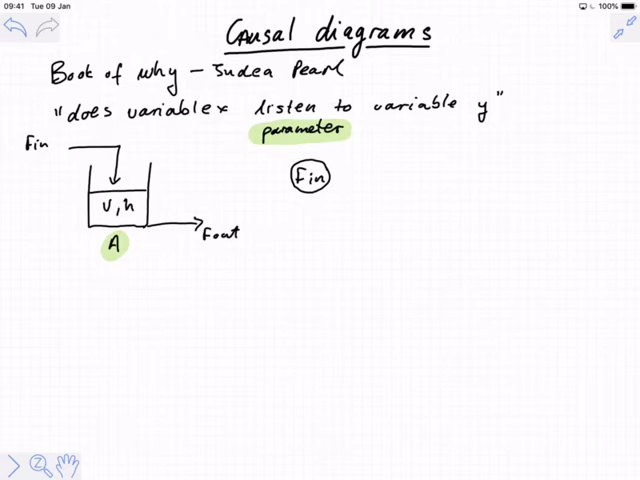 09:41 Tue 09 Jan 100%
Causal diagrams
Book of why - Judea Pearl
"does variable x listen to variable y"
parameter
Fin
Fin
V, h
Fout
A